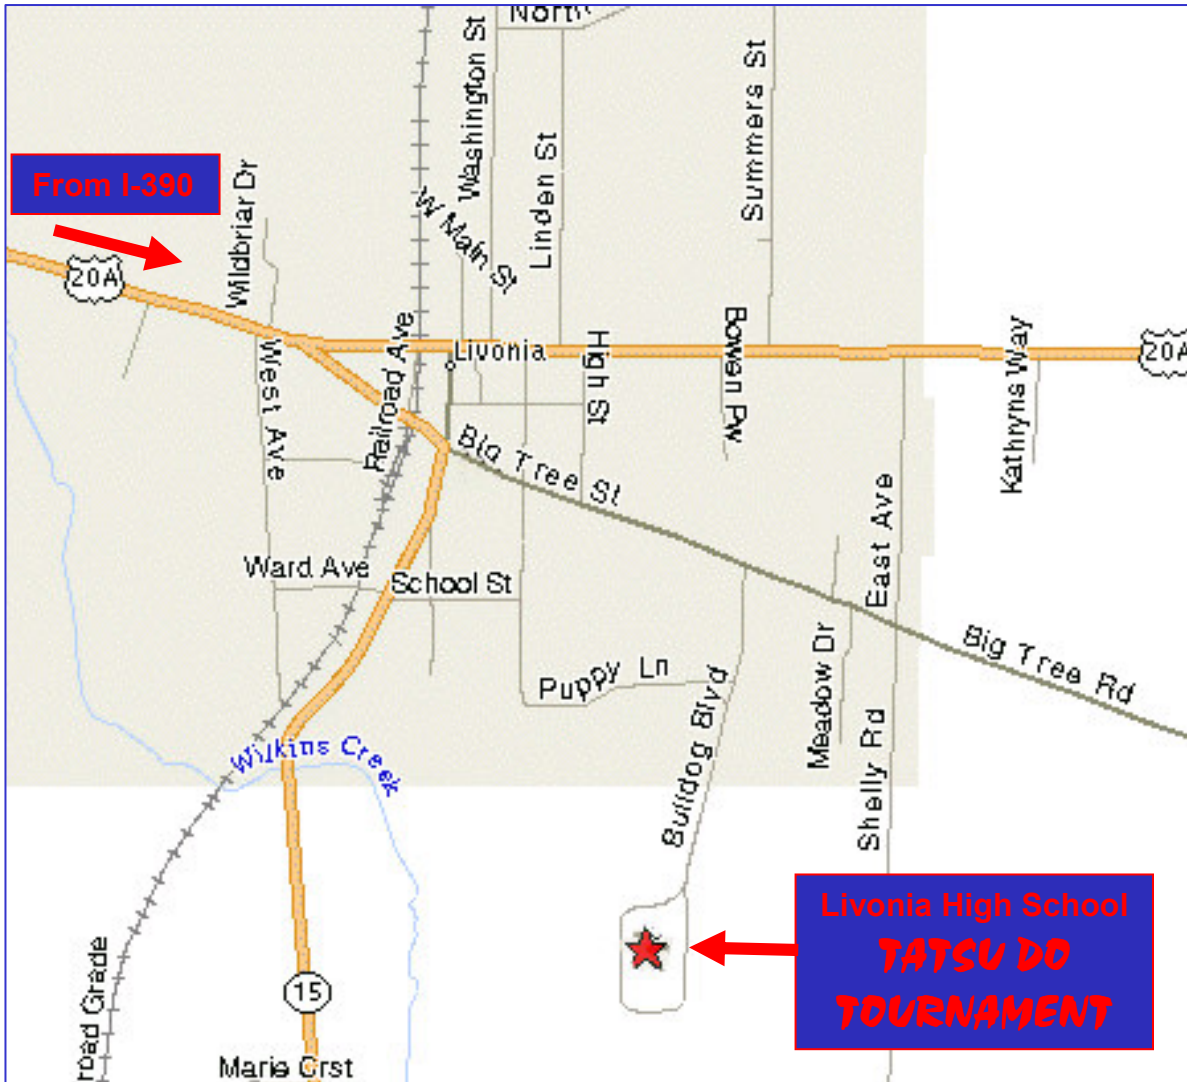 North
Washington St
Summers St
Linden St
From I-390
Wildbriar Dr
W Main St
20A
Livonia
20A
Railroad Ave
West Ave
High St
Bowen Pw
Kathryns Way
Big Tree St
East Ave
Ward Ave
School St
Big Tree Rd
Puppy Ln
Meadow Dr
Bulldog Blvd
Shelly Rd
Wilkins Creek
Livonia High School
TATSU DO
TOURNAMENT
road Grade
15
Marie Crst